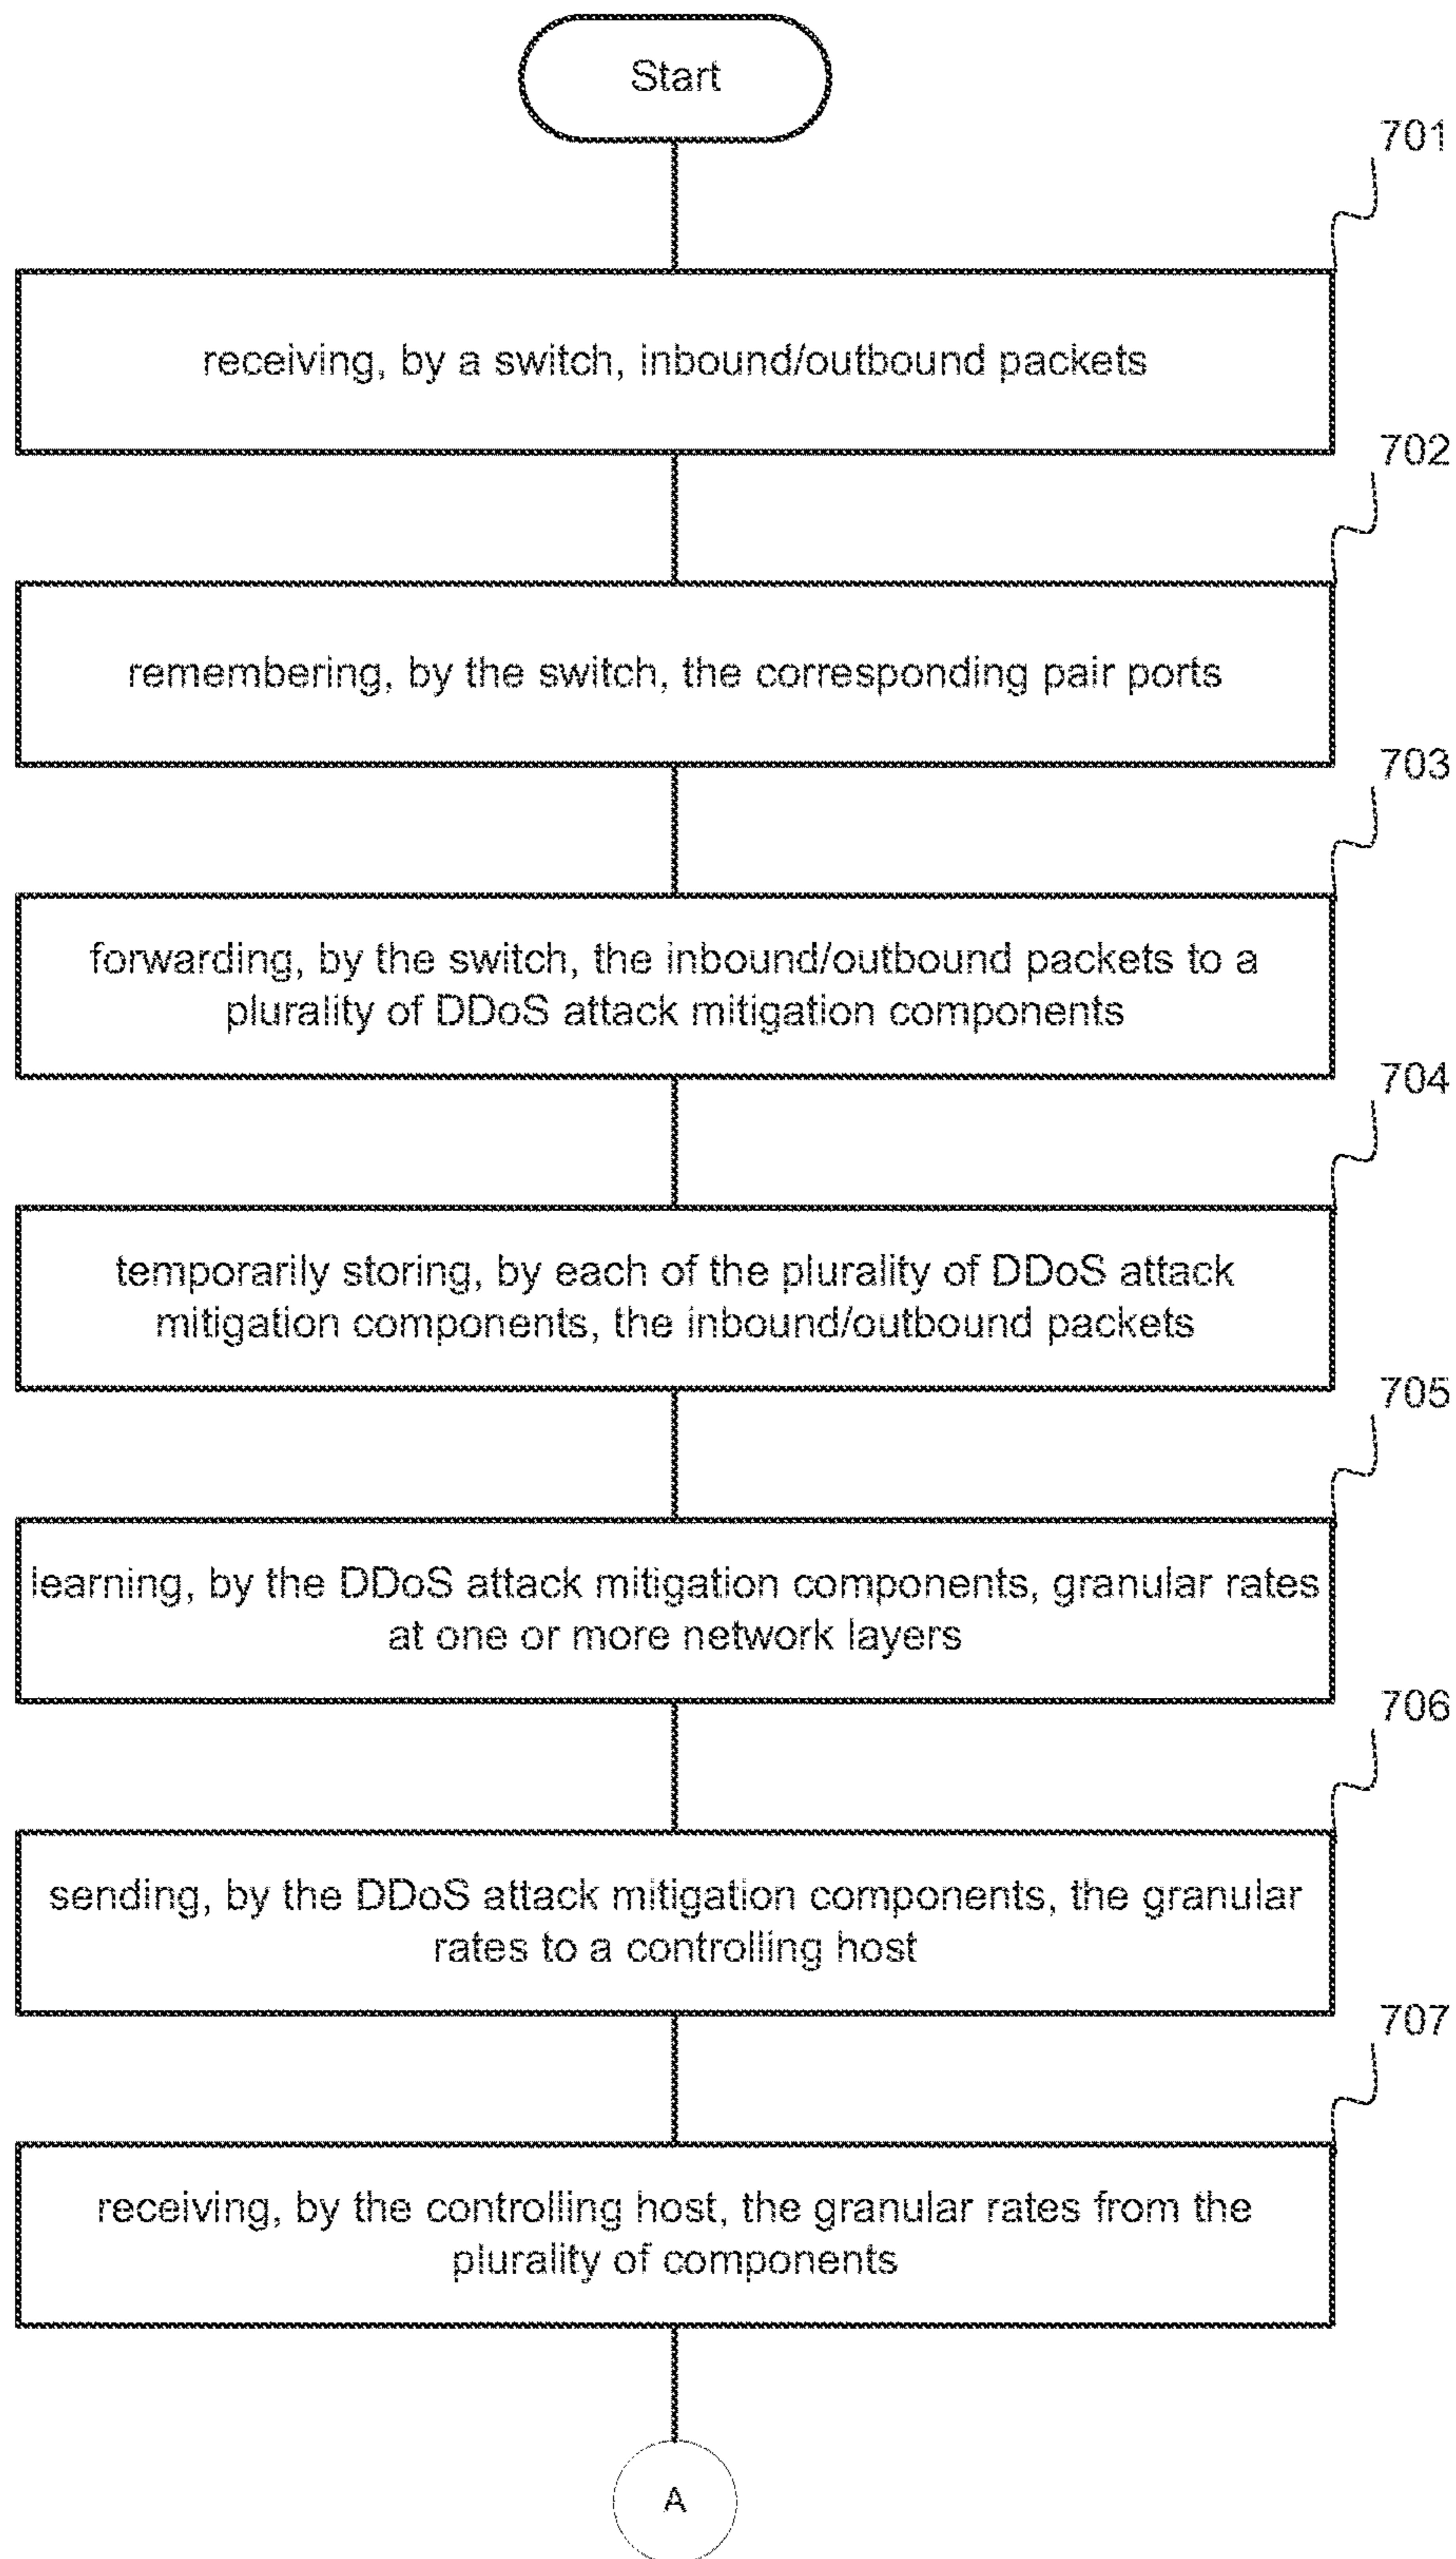 Start
701
receiving, by a switch, inbound/outbound packets
702
remembering, by the switch, the corresponding pair ports
703
forwarding, by the switch, the inbound/outbound packets to a
plurality of DDoS attack mitigation components
704
temporarily storing, by each of the plurality of DDoS attack
mitigation components, the inbound/outbound packets
705
learning, by the DDoS attack mitigation components, granular rates
at one or more network layers
706
sending, by the DDoS attack mitigation components, the granular
rates to a controlling host
707
receiving, by the controlling host, the granular rates from the
plurality of components
A